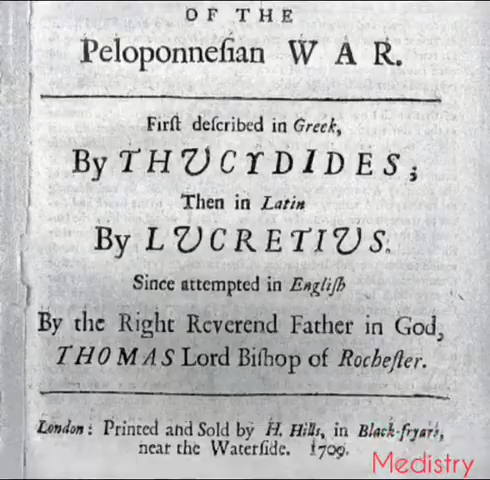 OF THE
Peloponneſian WAR.
Firſt deſcribed in Greek,
By THUCYDIDES;
Then in Latin
By LUCRETIUS.
Since attempted in Engliſh
By the Right Reverend Father in God,
THOMAS Lord Biſhop of Rocheſter.
London: Printed and Sold by H. Hills, in Black-fryars,
near the Waterſide. 1709.
Medistry